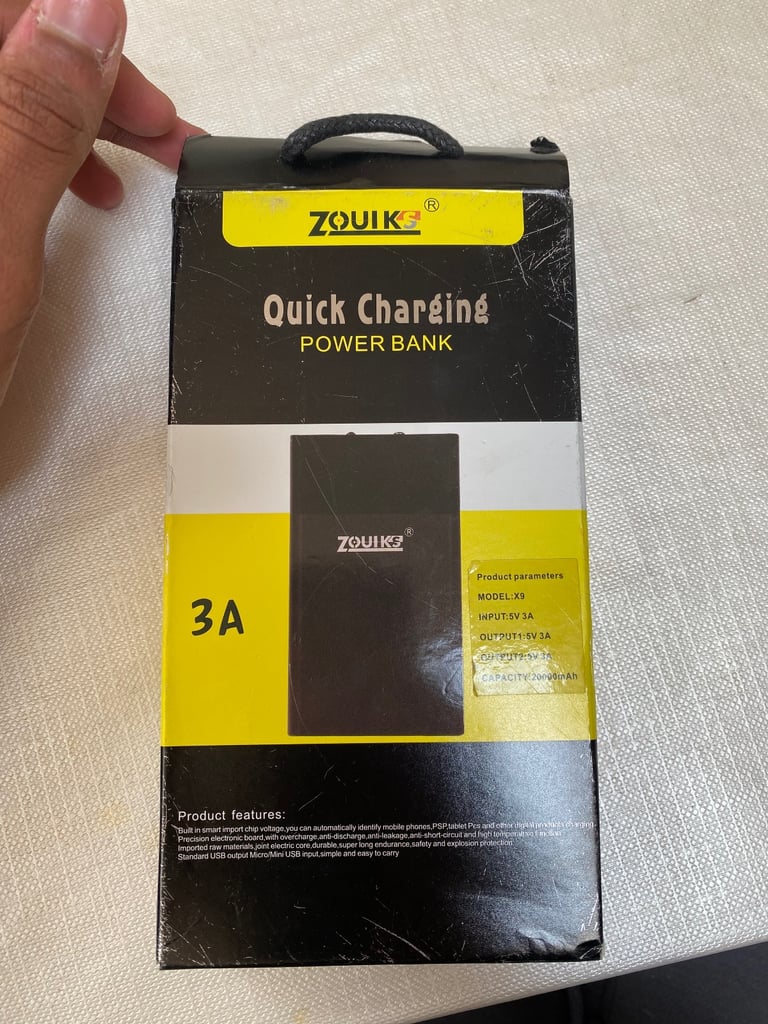 ZOUIKS ®
Quick Charging
POWER BANK
ZOUIKS ®
3A
Product parameters
MODEL:X9
INPUT:5V 3A
OUTPUT1:5V 3A
OUTPUT2:5V 3A
CAPACITY:20000mAh
Product features:
Built in smart import chip voltage,you can automatically identify mobile phones,PSP,tablet Pcs and other digital products charging
Precision electronic board,with overcharge,anti-discharge,anti-leakage,anti-short-circuit and high temperature function
Imported raw materials,joint electric core,durable,super long endurance,safety and explosion protection
Standard USB output Micro/Mini USB input,simple and easy to carry